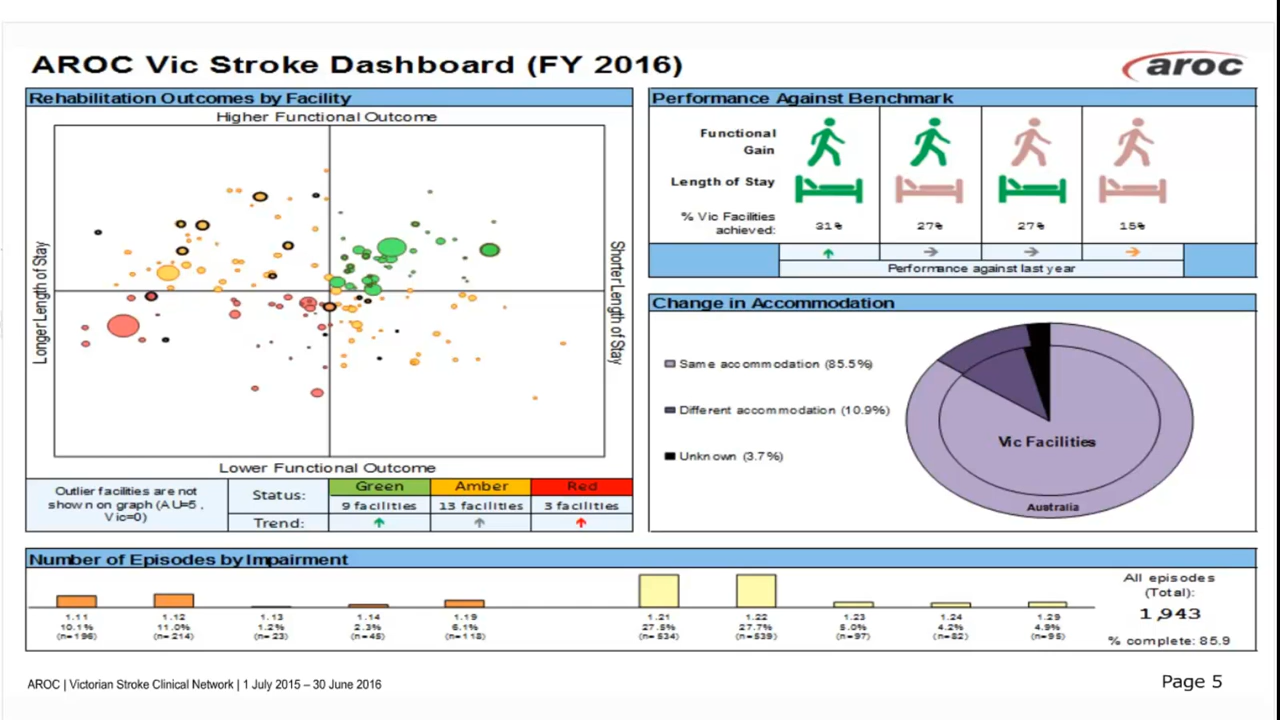 AROC Vic Stroke Dashboard (FY 2016)
aroc
Rehabilitation Outcomes by Facility
Higher Functional Outcome
Longer Length of Stay
Shorter Length of Stay
Lower Functional Outcome
Outlier facilities are not
shown on graph (AU=5 ,
Vic=0)
Status:
Green
Amber
Red
9 facilities
13 facilities
3 facilities
Trend:
Performance Against Benchmark
Functional
Gain
Length of Stay
% Vic Facilities
achieved:
31%
27%
27%
15%
Performance against last year
Change in Accommodation
Same accommodation (85.5%)
Different accommodation (10.9%)
Unknown (3.7%)
Vic Facilities
Australia
Number of Episodes by Impairment
1.11
10.1%
(n=196)
1.12
11.0%
(n=214)
1.13
1.2%
(n=23)
1.14
2.3%
(n=45)
1.19
6.1%
(n=118)
1.21
27.5%
(n=534)
1.22
27.7%
(n=539)
1.23
5.0%
(n=97)
1.24
4.2%
(n=82)
1.29
4.9%
(n=95)
All episodes
(Total):
1,943
% complete: 85.9
AROC | Victorian Stroke Clinical Network | 1 July 2015 – 30 June 2016
Page 5